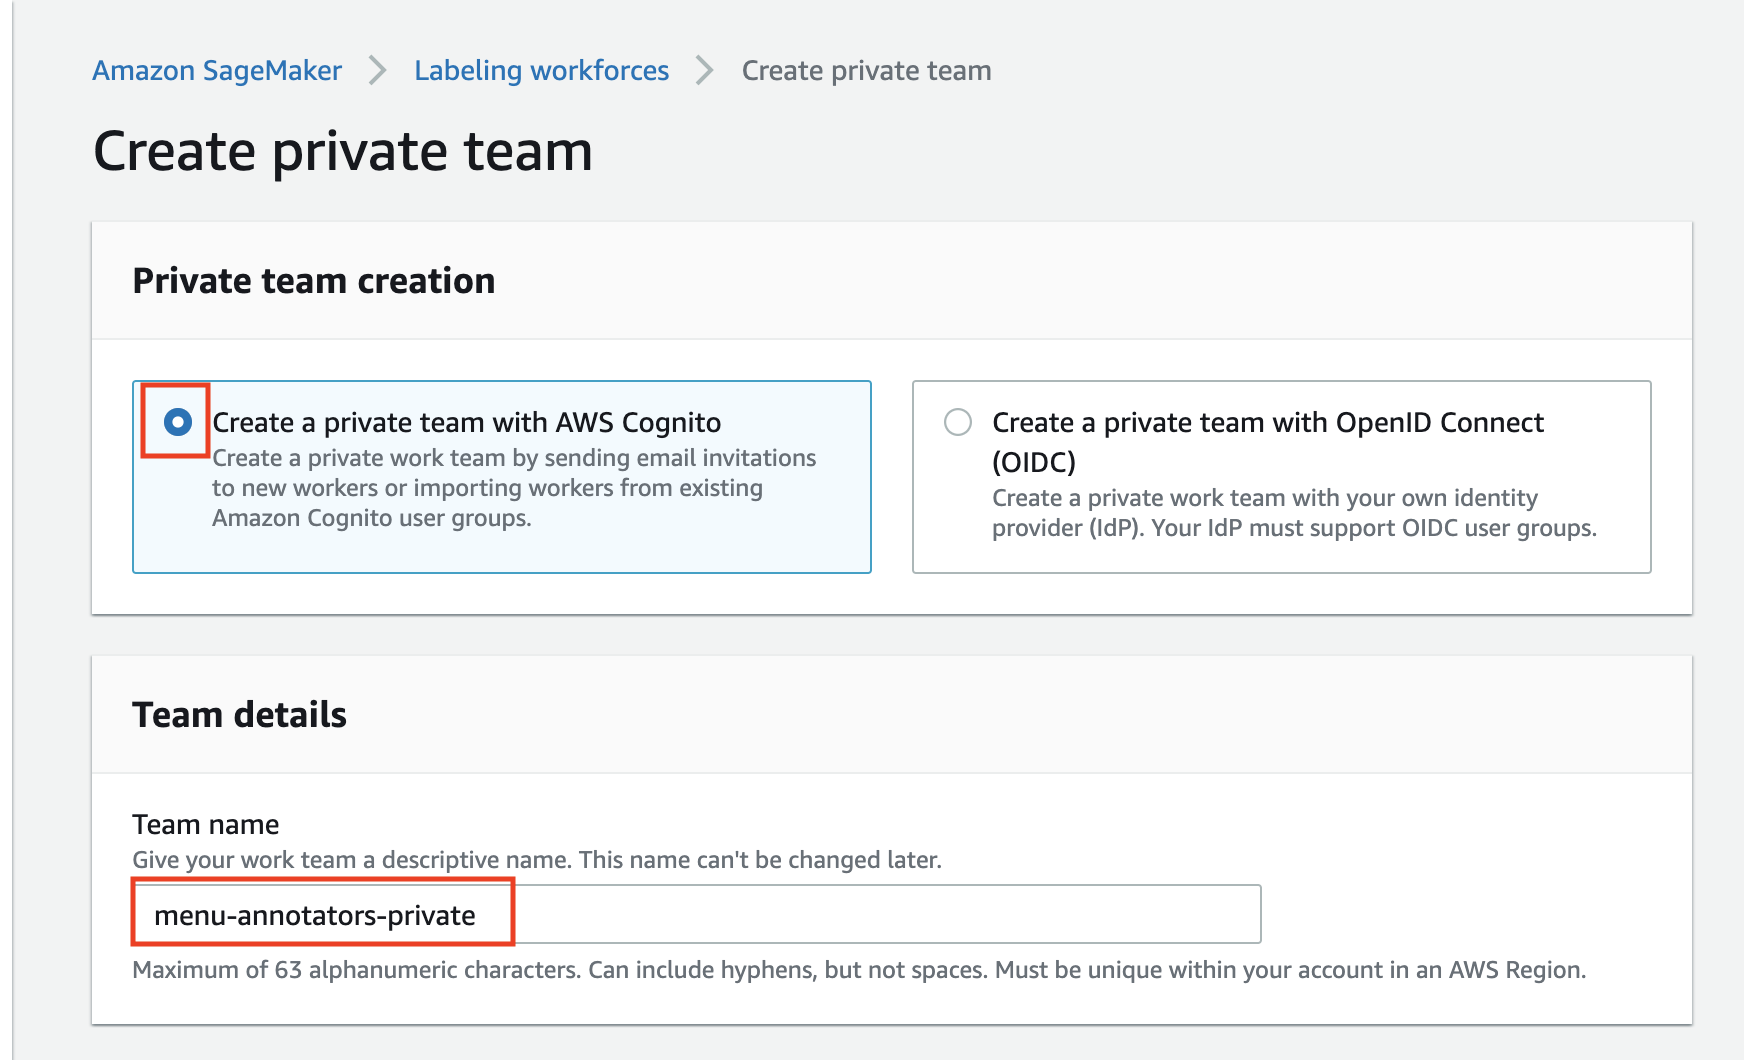 Amazon SageMaker > Labeling workforces > Create private team
Create private team
Private team creation
Create a private team with AWS Cognito
Create a private work team by sending email invitations
to new workers or importing workers from existing
Amazon Cognito user groups.
Create a private team with OpenID Connect
(OIDC)
Create a private work team with your own identity
provider (IdP). Your IdP must support OIDC user groups.
Team details
Team name
Give your work team a descriptive name. This name can't be changed later.
menu-annotators-private
Maximum of 63 alphanumeric characters. Can include hyphens, but not spaces. Must be unique within your account in an AWS Region.